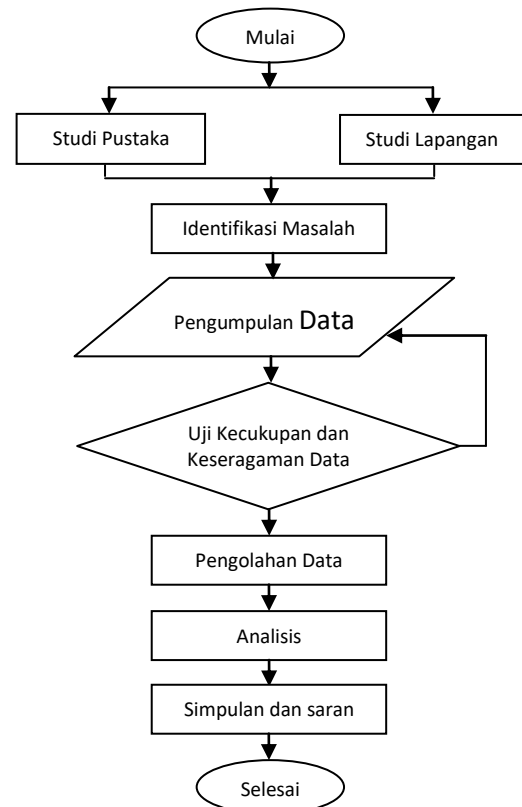 Mulai
Studi Pustaka
Studi Lapangan
Identifikasi Masalah
Pengumpulan Data
Uji Kecukupan dan
Keseragaman Data
Pengolahan Data
Analisis
Simpulan dan saran
Selesai